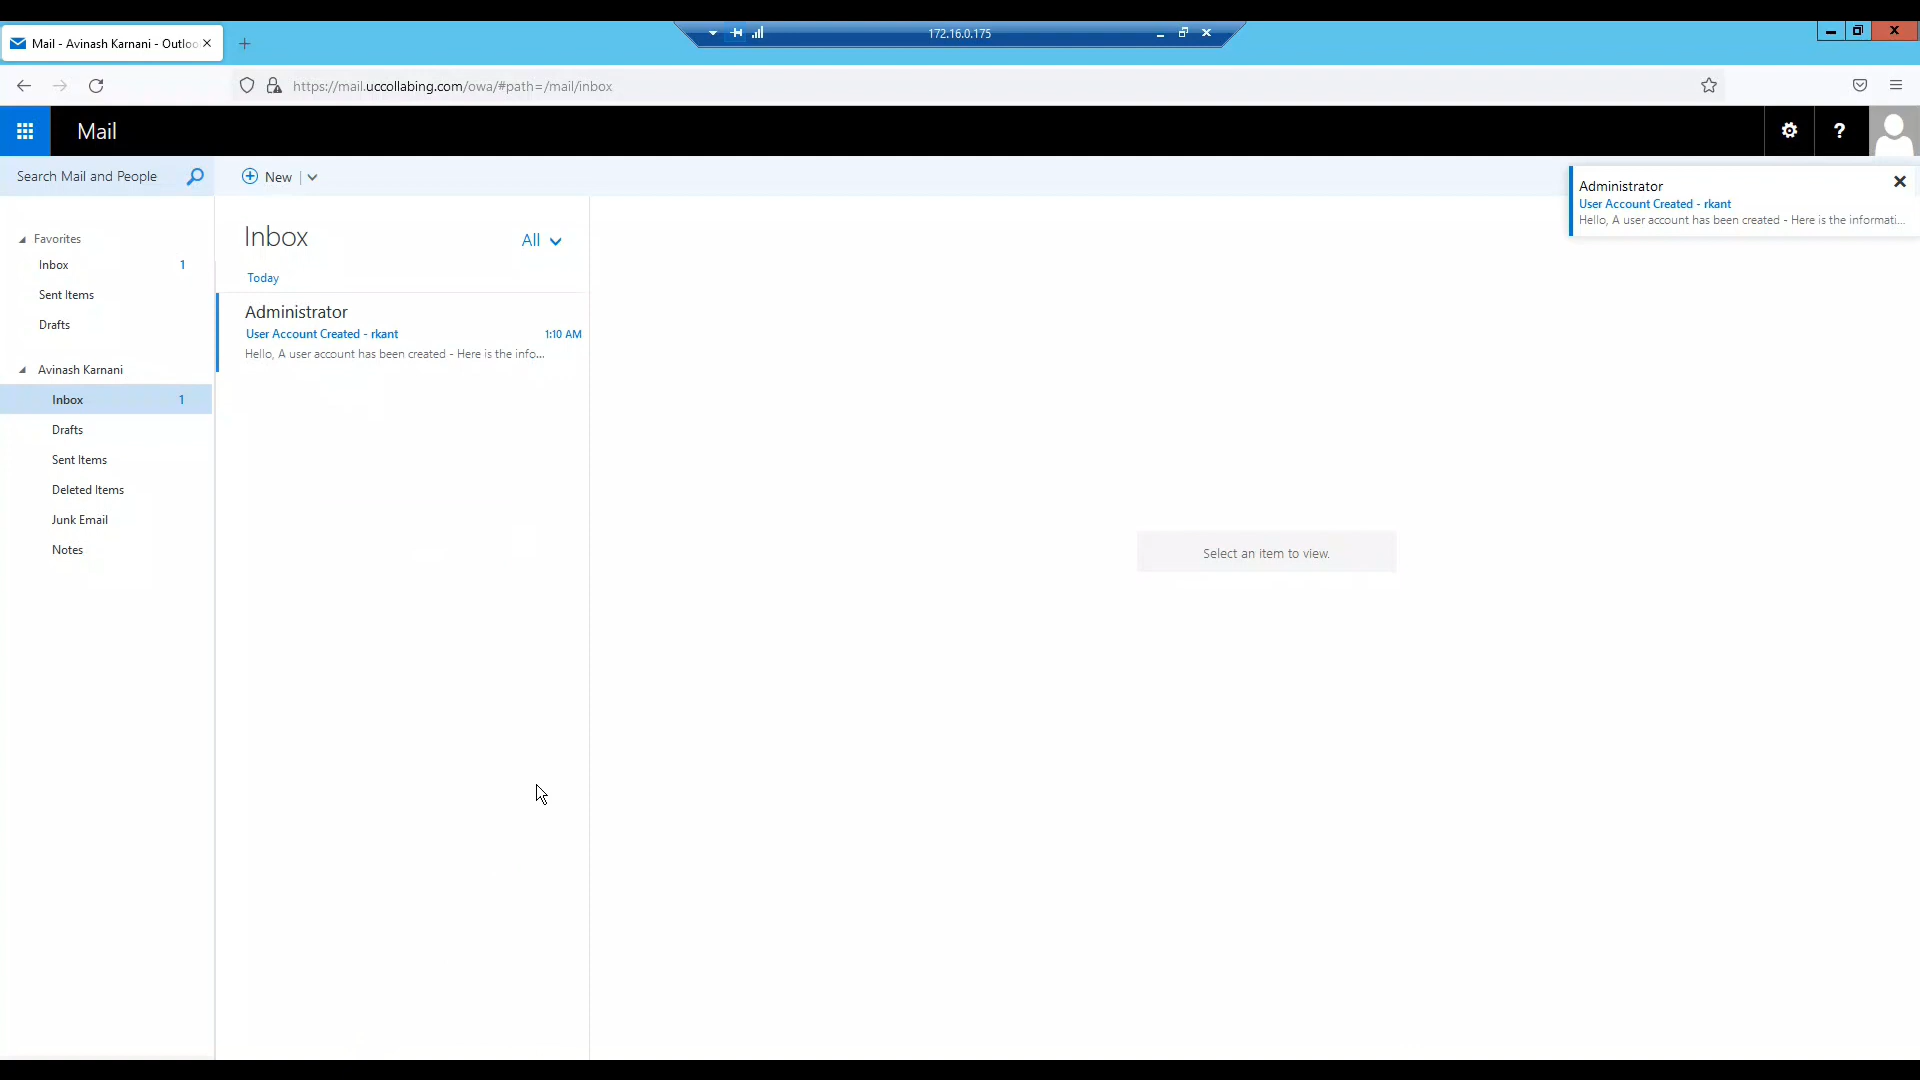 Mail - Avinash Karnani - Outloo
172.16.0.175
https://mail.uccollabing.com/owa/#path=/mail/inbox
Mail
?
Search Mail and People
New
Administrator
User Account Created - rkant
Hello, A user account has been created - Here is the informati...
Favorites
Inbox 1
Sent Items
Drafts
Avinash Karnani
Inbox 1
Drafts
Sent Items
Deleted Items
Junk Email
Notes
Inbox
All
Today
Administrator
User Account Created - rkant 1:10 AM
Hello, A user account has been created - Here is the info...
Select an item to view.